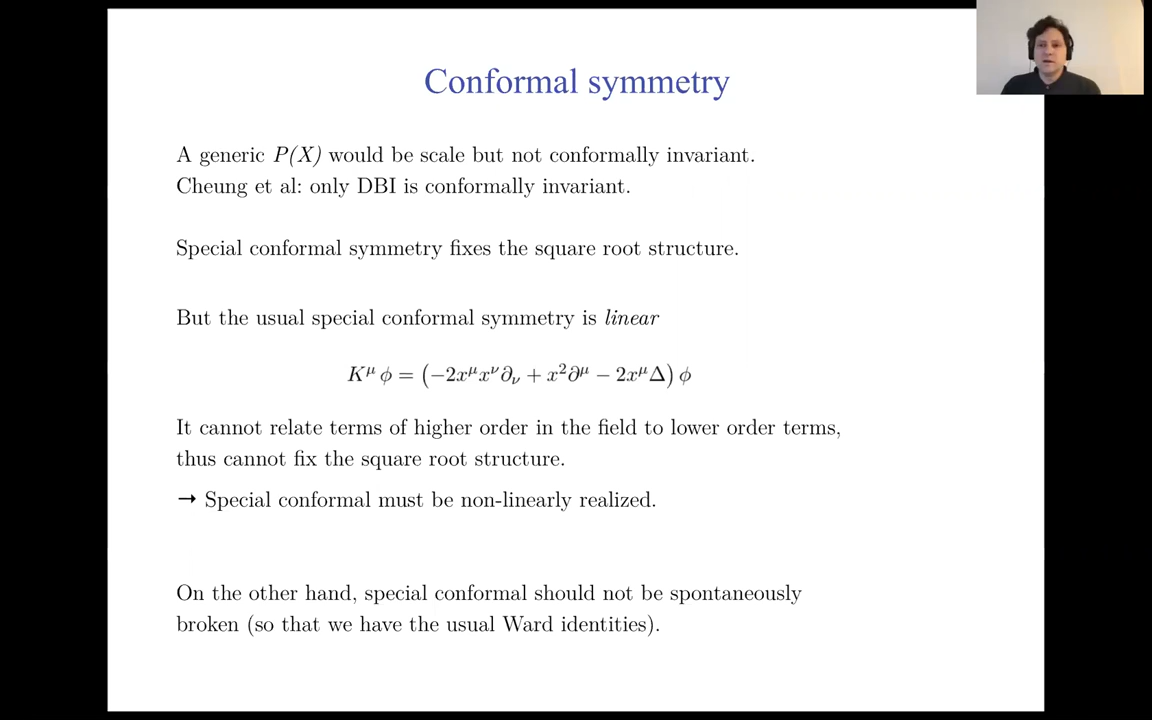 Conformal symmetry
A generic P(X) would be scale but not conformally invariant.
Cheung et al: only DBI is conformally invariant.
Special conformal symmetry fixes the square root structure.
But the usual special conformal symmetry is linear
K^μ ϕ = (−2x^μ x^ν ∂_ν + x^2 ∂^μ − 2x^μ Δ) ϕ
It cannot relate terms of higher order in the field to lower order terms,
thus cannot fix the square root structure.
→ Special conformal must be non-linearly realized.
On the other hand, special conformal should not be spontaneously
broken (so that we have the usual Ward identities).